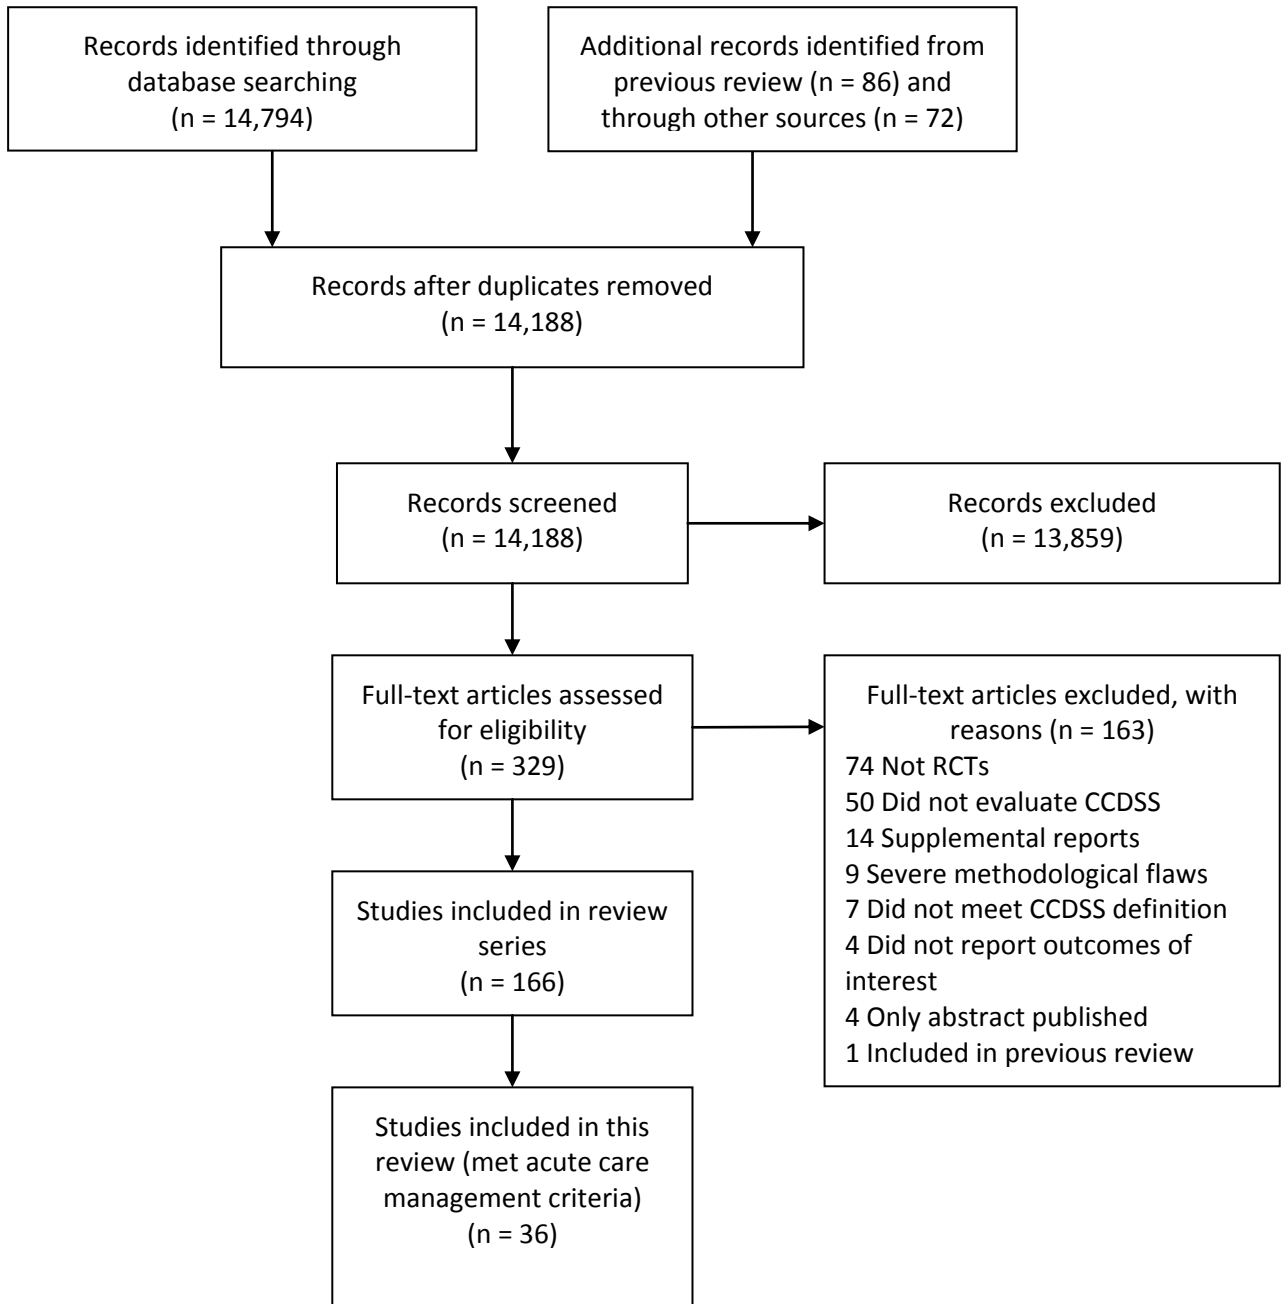 Records identified through
database searching
(n = 14,794)
Additional records identified from
previous review (n = 86) and
through other sources (n = 72)
Records after duplicates removed
(n = 14,188)
Records screened
(n = 14,188)
Records excluded
(n = 13,859)
Full-text articles assessed
for eligibility
(n = 329)
Full-text articles excluded, with
reasons (n = 163)
74 Not RCTs
50 Did not evaluate CCDSS
14 Supplemental reports
9 Severe methodological flaws
7 Did not meet CCDSS definition
4 Did not report outcomes of
interest
4 Only abstract published
1 Included in previous review
Studies included in review
series
(n = 166)
Studies included in this
review (met acute care
management criteria)
(n = 36)